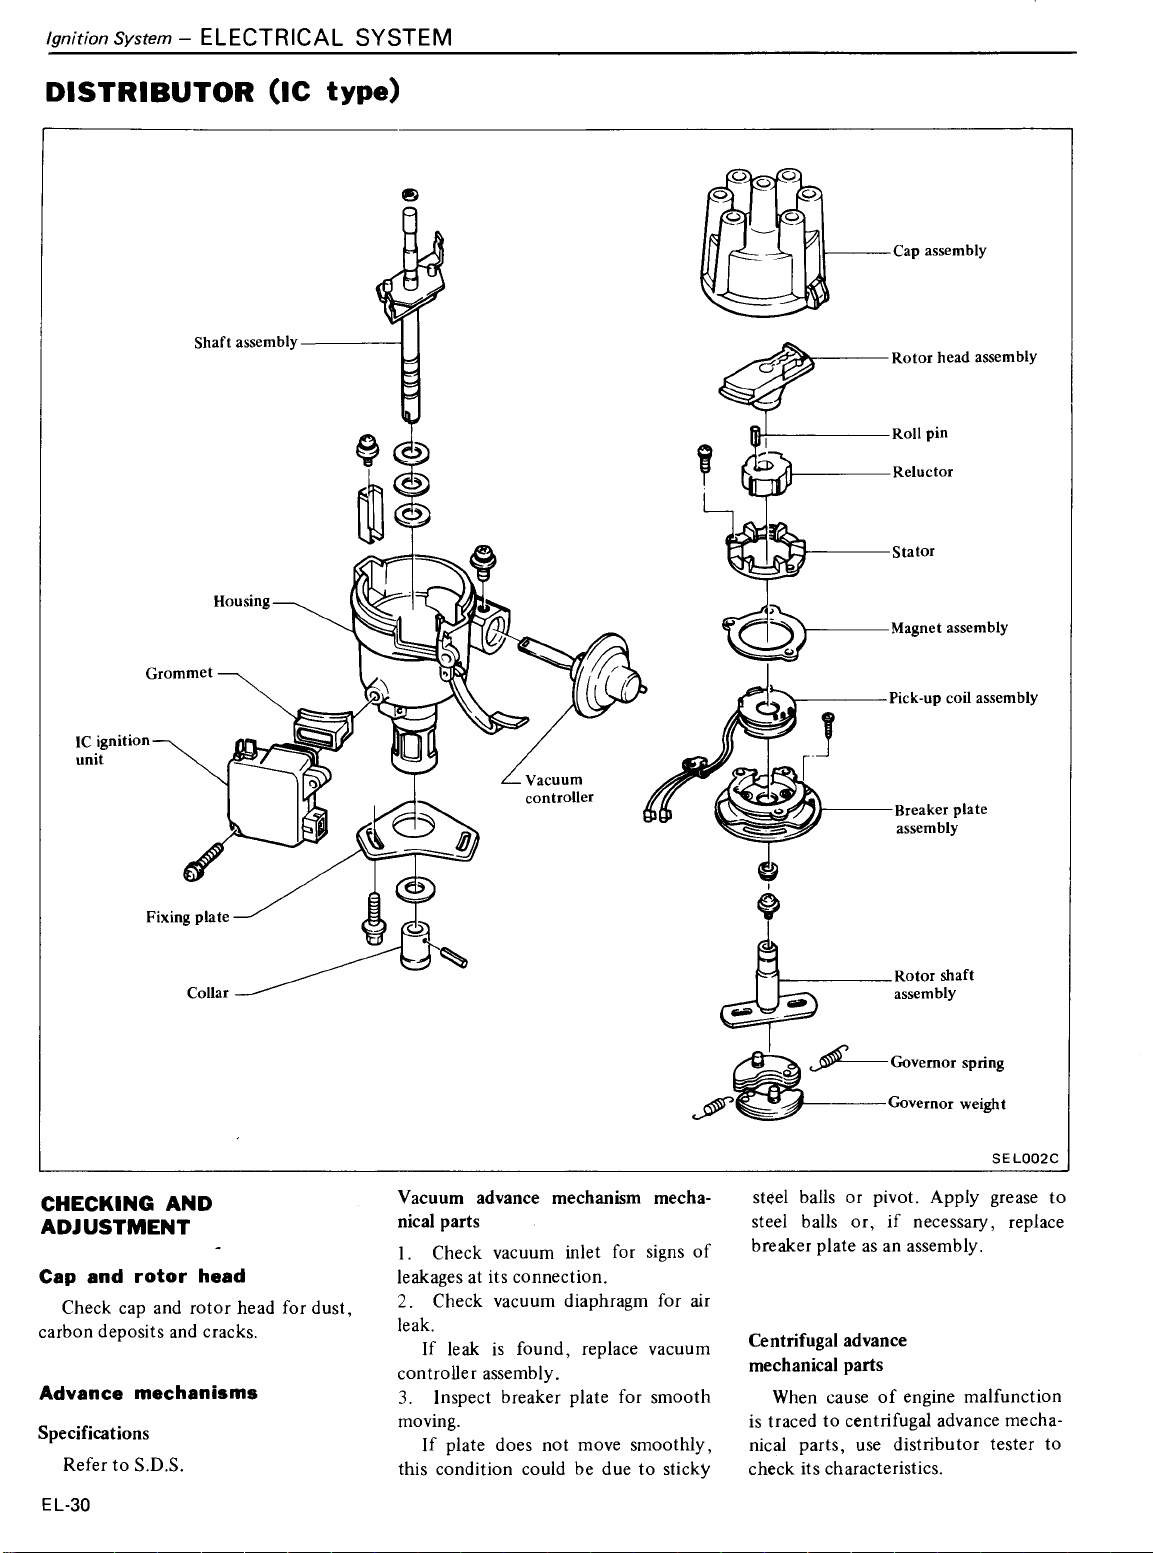 Ignition System – ELECTRICAL SYSTEM
DISTRIBUTOR (IC type)
Cap assembly
Shaft assembly
Rotor head assembly
Roll pin
Reluctor
Stator
Housing
Magnet assembly
Grommet
Pick-up coil assembly
IC ignition
unit
Vacuum
controller
Breaker plate
assembly
Fixing plate
Rotor shaft
assembly
Collar
Governor spring
Governor weight
SEL002C
CHECKING AND
ADJUSTMENT
Cap and rotor head
Check cap and rotor head for dust,
carbon deposits and cracks.
Advance mechanisms
Specifications
Refer to S.D.S.
Vacuum advance mechanism mecha-
nical parts
1. Check vacuum inlet for signs of
leakages at its connection.
2. Check vacuum diaphragm for air
leak.
If leak is found, replace vacuum
controller assembly.
3. Inspect breaker plate for smooth
moving.
If plate does not move smoothly,
this condition could be due to sticky
steel balls or pivot. Apply grease to
steel balls or, if necessary, replace
breaker plate as an assembly.
Centrifugal advance
mechanical parts
When cause of engine malfunction
is traced to centrifugal advance mecha-
nical parts, use distributor tester to
check its characteristics.
EL-30